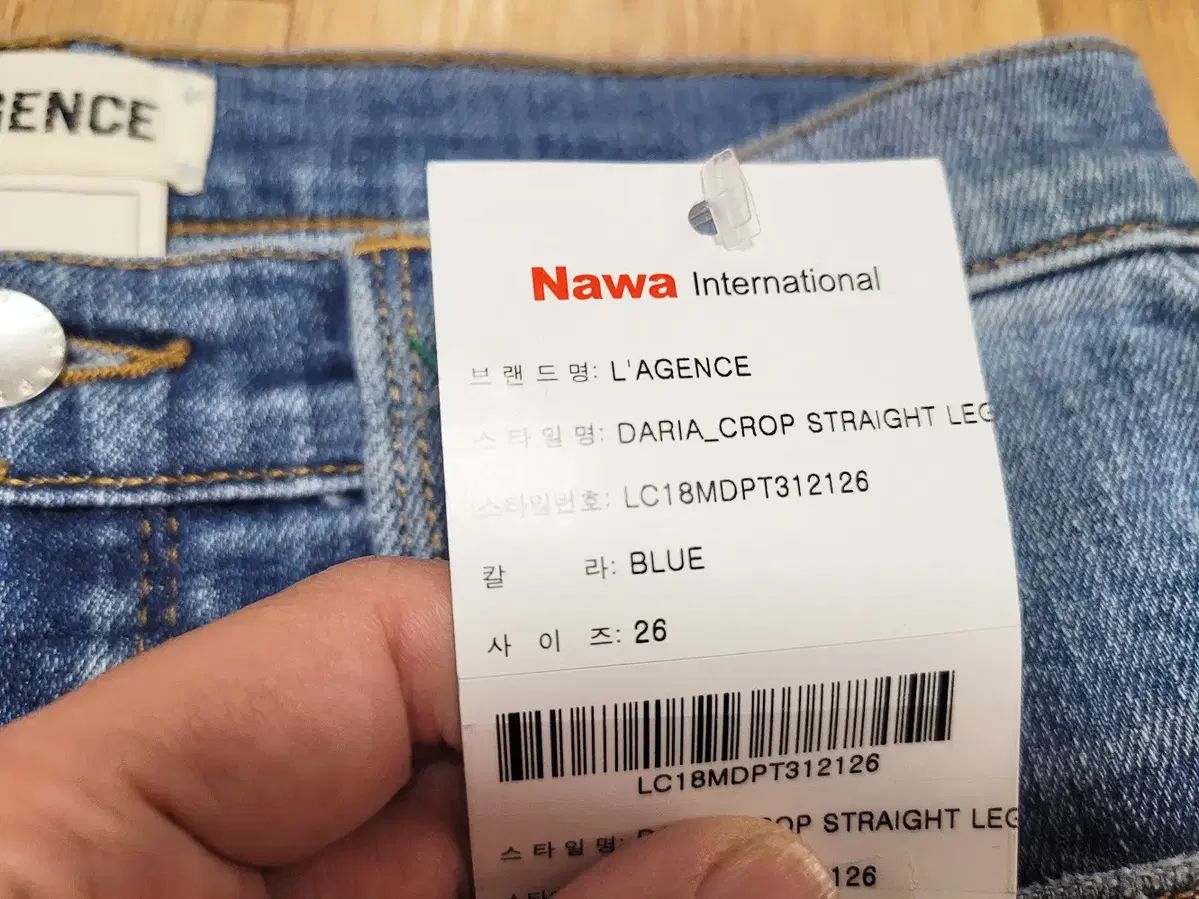 GENCE
Nawa International
브랜드명: L'AGENCE
스타일명: DARIA_CROP STRAIGHT LEG
스타일번호: LC18MDPT312126
칼 라: BLUE
사 이 즈: 26
LC18MDPT312126
스타일명: STRAIGHT LEG
126